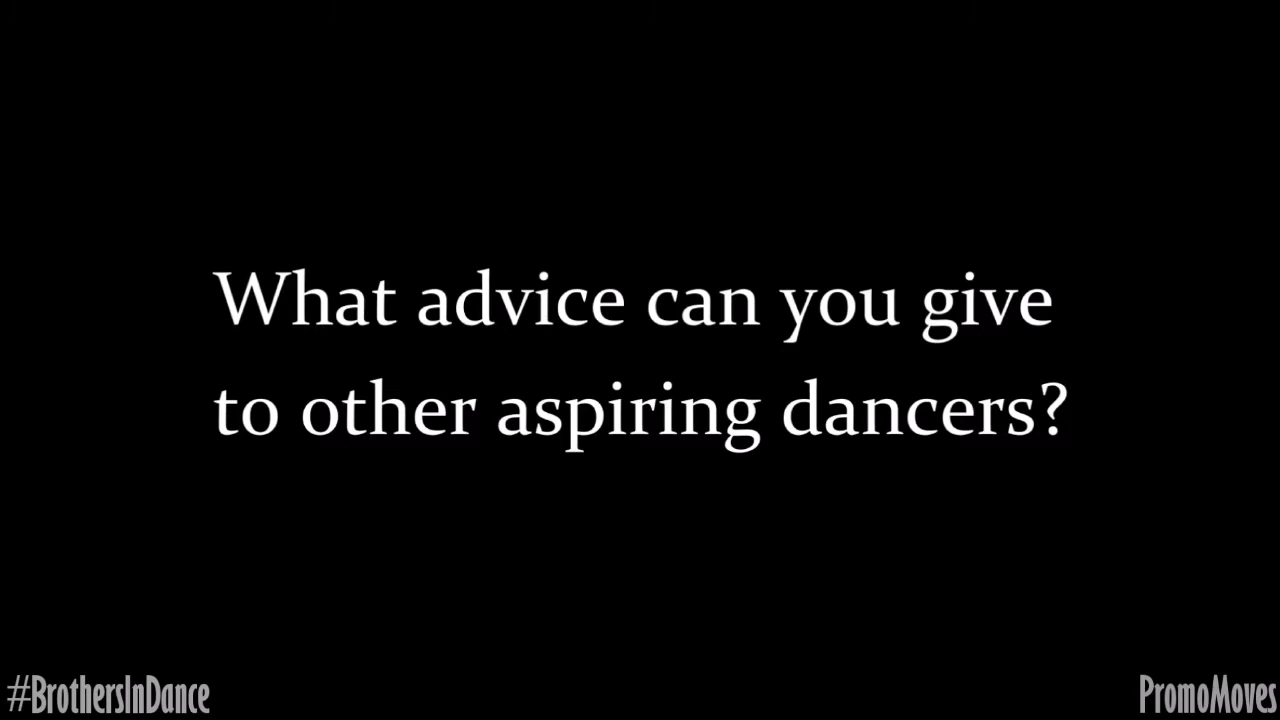 What advice can you give
to other aspiring dancers?
#BrothersInDance
PromoMoves